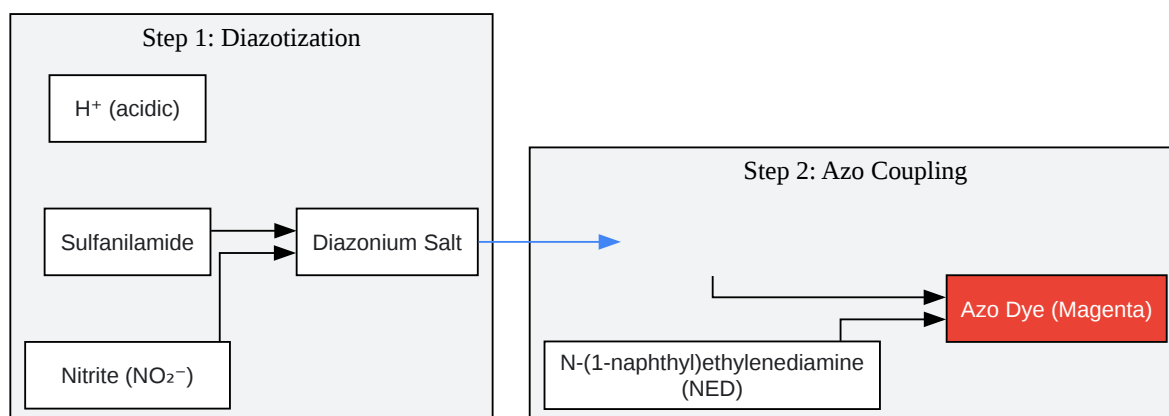 Step 1: Diazotization
H⁺ (acidic)
Sulfanilamide
Diazonium Salt
Nitrite (NO₂⁻)
Step 2: Azo Coupling
Azo Dye (Magenta)
N-(1-naphthyl)ethylenediamine
(NED)